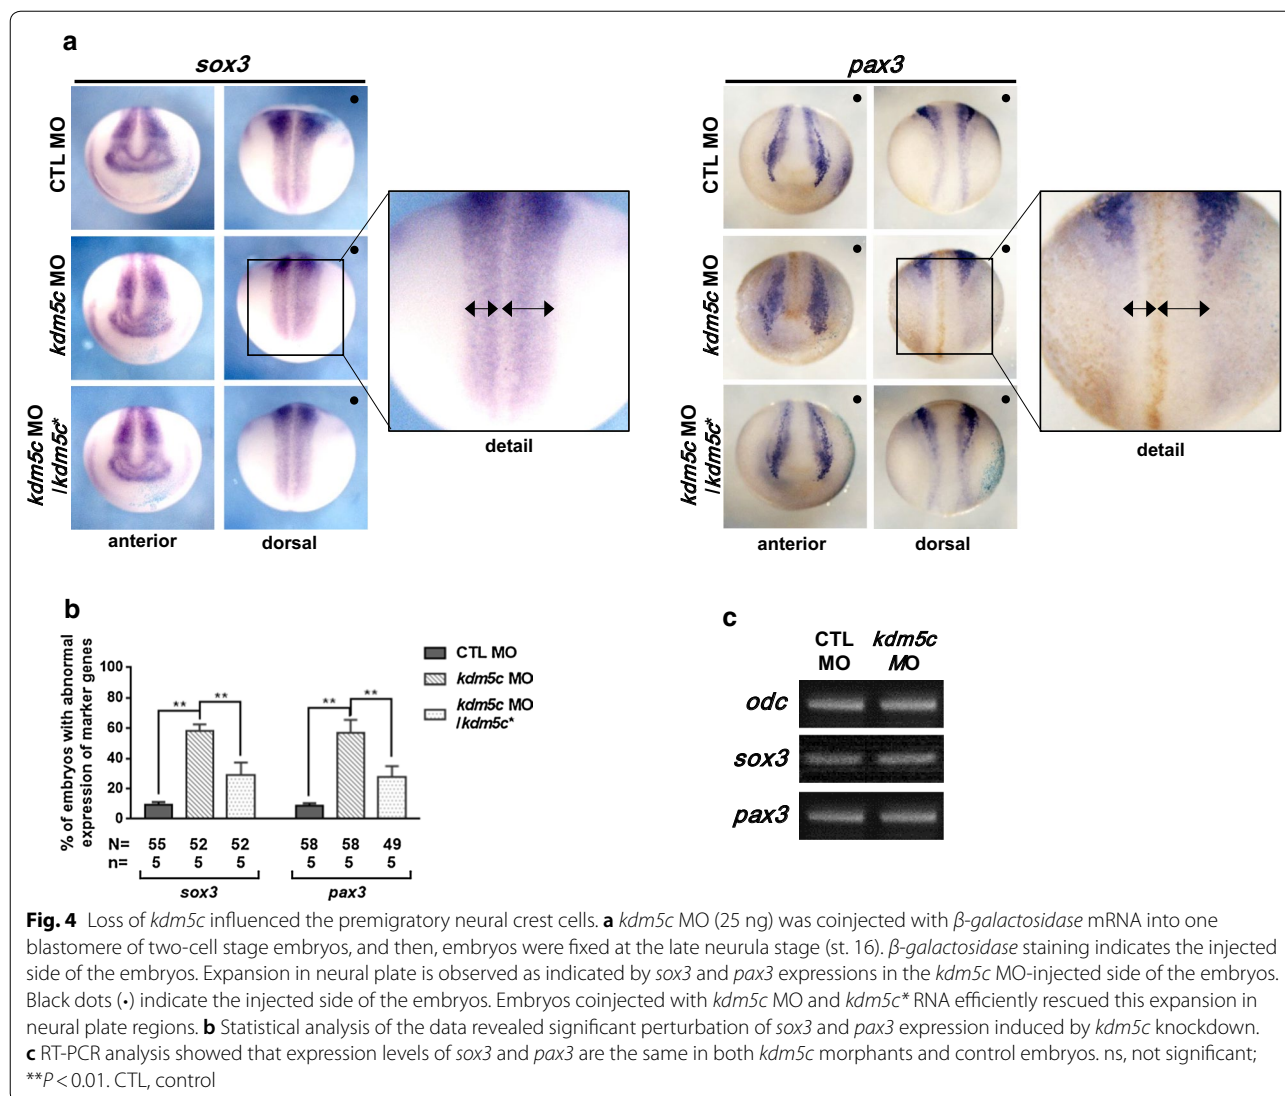 a
sox3
pax3
CTL MO
kdm5c MO
kdm5c MO
/kdm5c*
anterior
dorsal
detail
CTL MO
kdm5c MO
kdm5c MO
/kdm5c*
anterior
dorsal
detail
b
% of embryos with abnormal
expression of marker genes
100
80
60
40
20
0
** ** ** **
CTL MO
kdm5c MO
kdm5c MO
/kdm5c*
N= 55 52 52 58 58 49
n= 5 5 5 5 5 5
sox3 pax3
c
CTL kdm5c
MO MO
odc
sox3
pax3
Fig. 4 Loss of kdm5c influenced the premigratory neural crest cells. a kdm5c MO (25 ng) was coinjected with β-galactosidase mRNA into one
blastomere of two-cell stage embryos, and then, embryos were fixed at the late neurula stage (st. 16). β-galactosidase staining indicates the injected
side of the embryos. Expansion in neural plate is observed as indicated by sox3 and pax3 expressions in the kdm5c MO-injected side of the embryos.
Black dots (•) indicate the injected side of the embryos. Embryos coinjected with kdm5c MO and kdm5c* RNA efficiently rescued this expansion in
neural plate regions. b Statistical analysis of the data revealed significant perturbation of sox3 and pax3 expression induced by kdm5c knockdown.
c RT-PCR analysis showed that expression levels of sox3 and pax3 are the same in both kdm5c morphants and control embryos. ns, not significant;
**P < 0.01. CTL, control